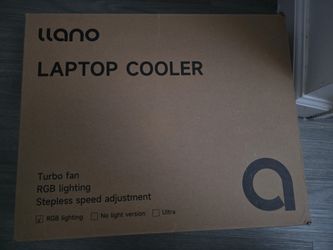 LLANO
LAPTOP COOLER
Turbo fan
RGB lighting
Stepless speed adjustment
RGB lighting No light version Ultra